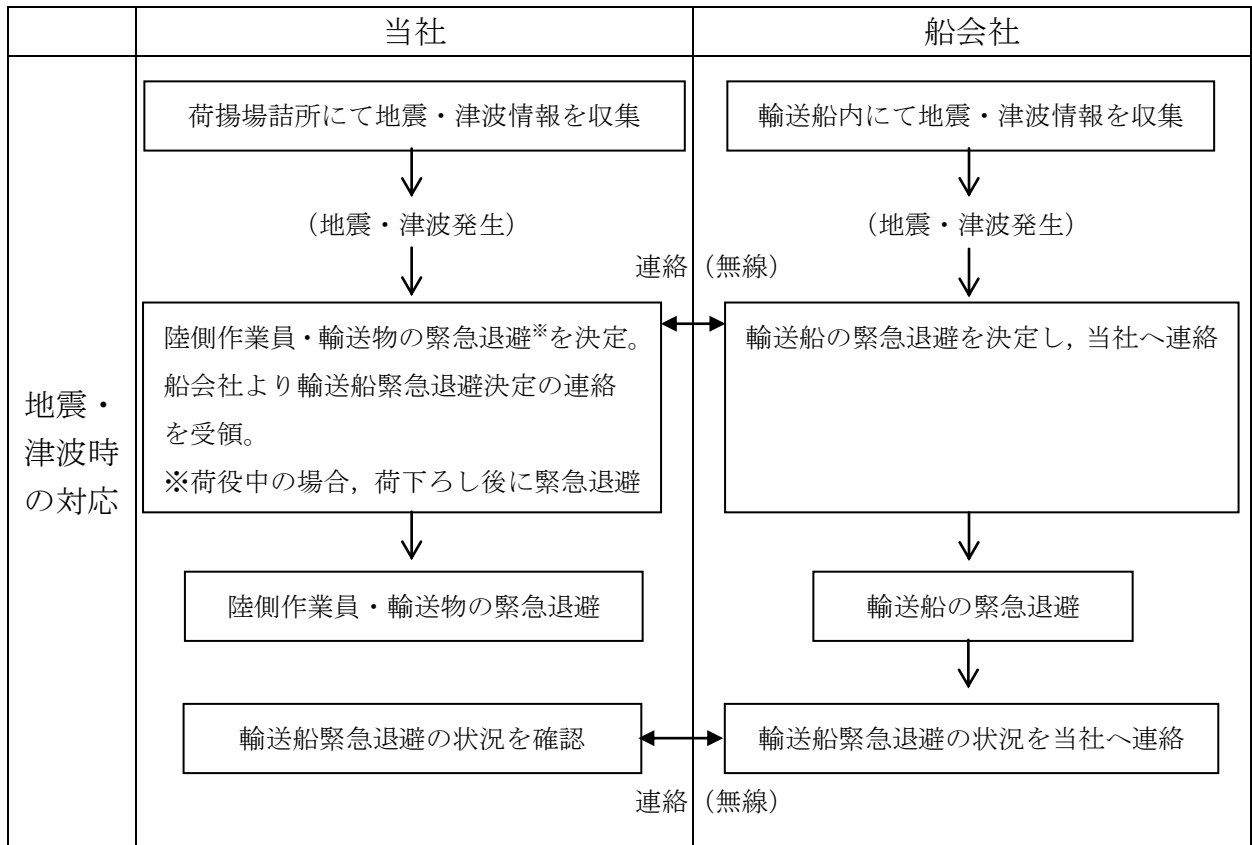 当社
船会社
地震・
津波時
の対応
荷揚場詰所にて地震・津波情報を収集
輸送船内にて地震・津波情報を収集
（地震・津波発生）
（地震・津波発生）
連絡（無線）
陸側作業員・輸送物の緊急退避※を決定。
船会社より輸送船緊急退避決定の連絡
を受領。
※荷役中の場合，荷下ろし後に緊急退避
輸送船の緊急退避を決定し，当社へ連絡
陸側作業員・輸送物の緊急退避
輸送船の緊急退避
輸送船緊急退避の状況を確認
輸送船緊急退避の状況を当社へ連絡
連絡（無線）